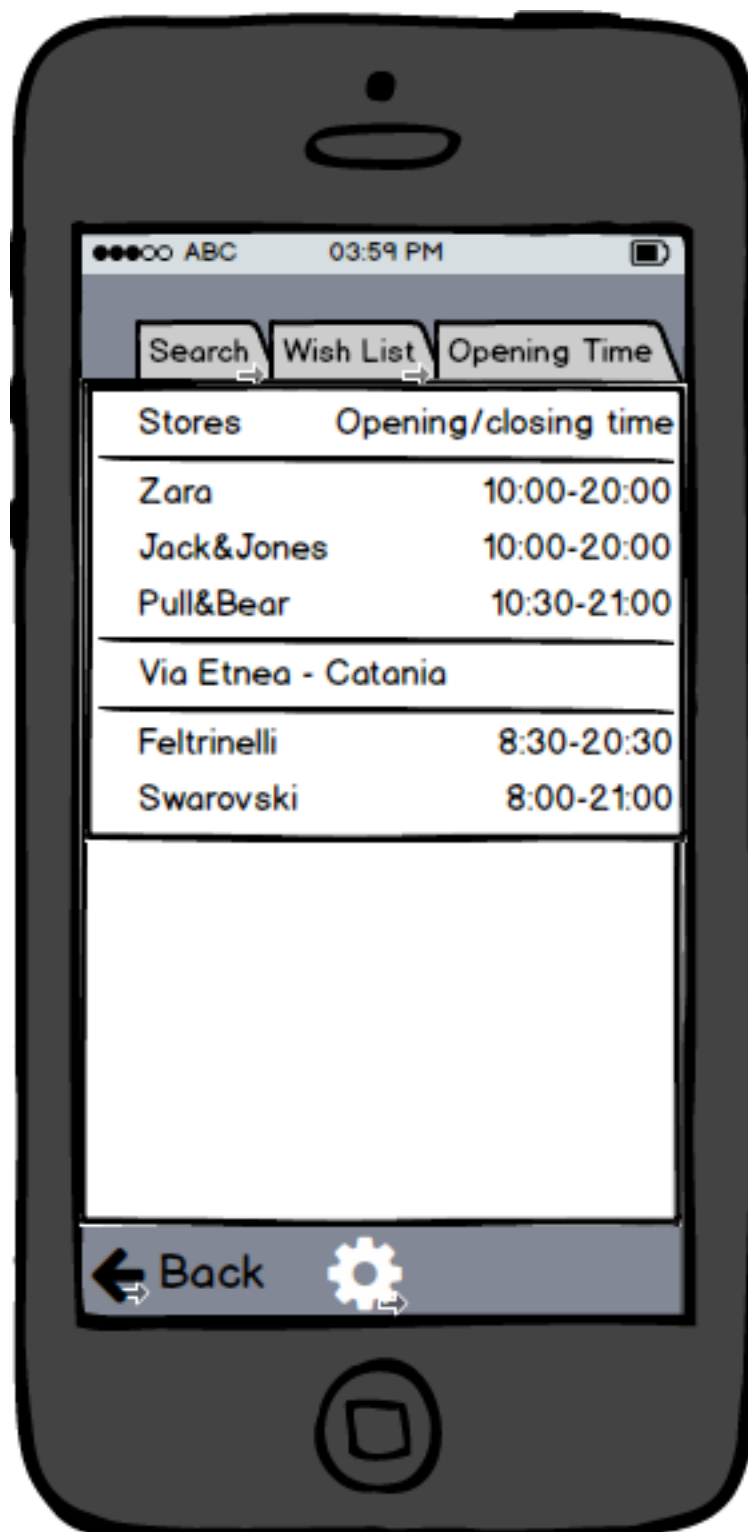 ABC 03:59 PM
Search Wish List Opening Time
Stores Opening/closing time
Zara 10:00-20:00
Jack&Jones 10:00-20:00
Pull&Bear 10:30-21:00
Via Etnea - Catania
Feltrinelli 8:30-20:30
Swarovski 8:00-21:00
Back